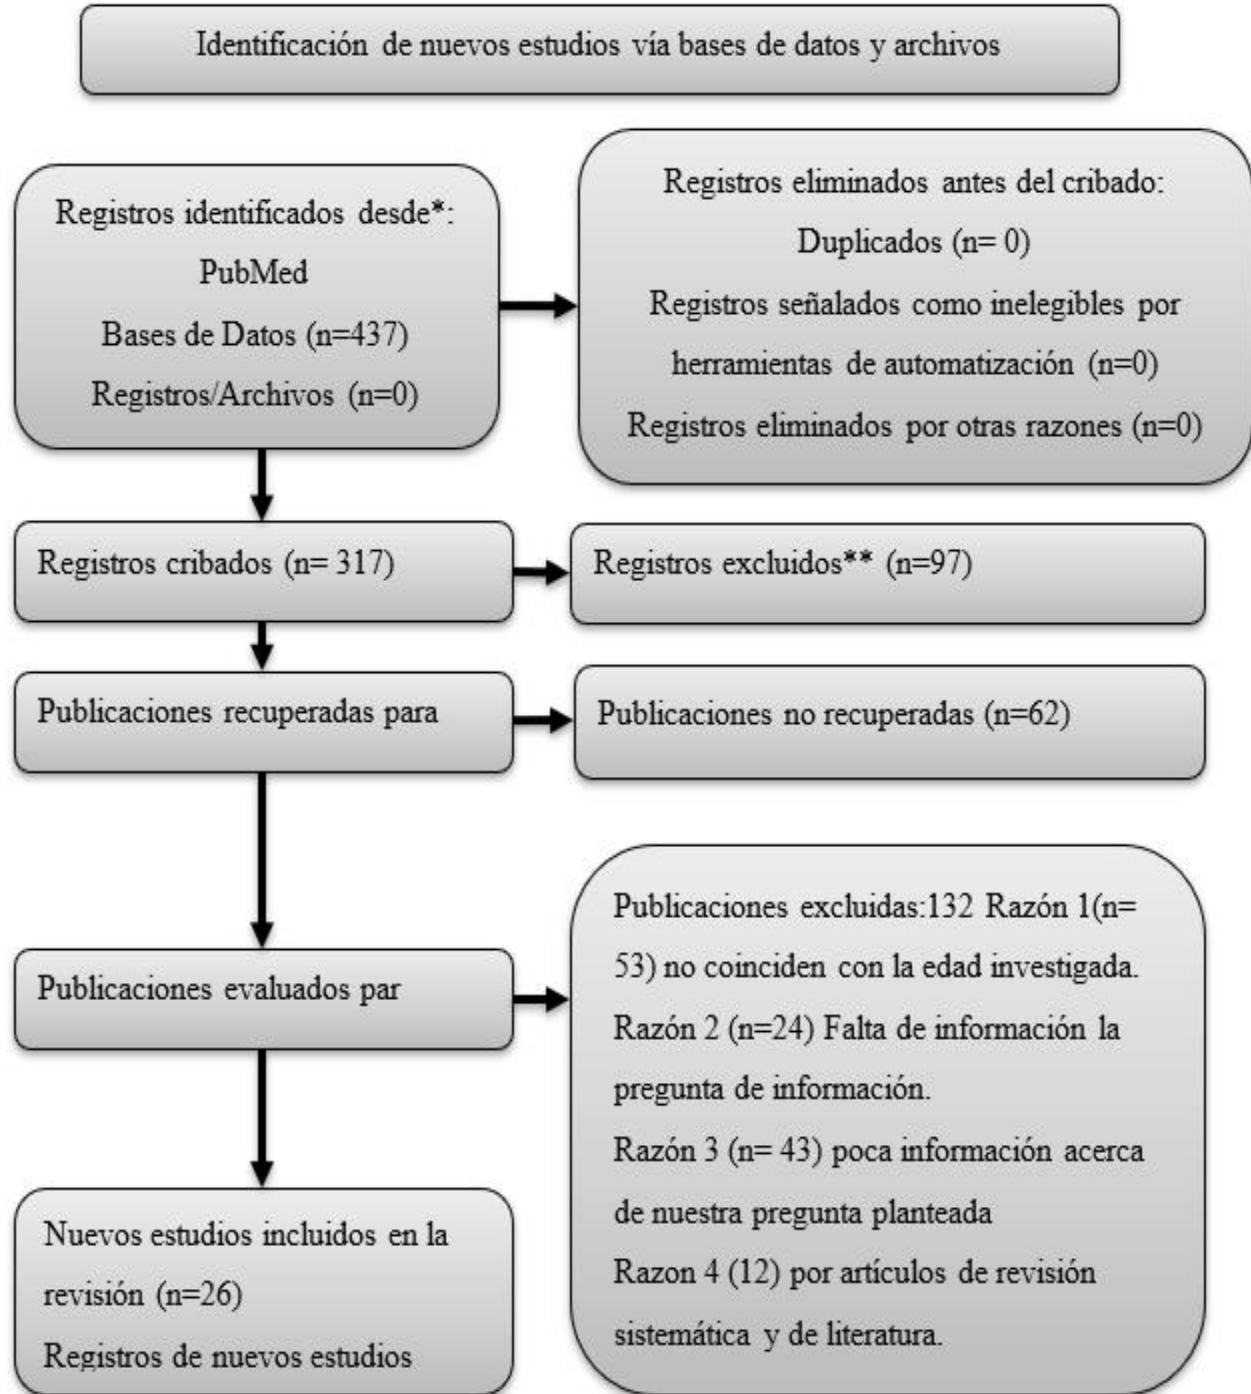 Identificación de nuevos estudios vía bases de datos y archivos
Registros identificados desde*:
PubMed
Bases de Datos (n=437)
Registros/Archivos (n=0)
Registros eliminados antes del cribado:
Duplicados (n= 0)
Registros señalados como inelegibles por
herramientas de automatización (n=0)
Registros eliminados por otras razones (n=0)
Registros cribados (n= 317)
Registros excluidos** (n=97)
Publicaciones recuperadas para
Publicaciones no recuperadas (n=62)
Publicaciones evaluados par
Publicaciones excluidas:132 Razón 1(n=
53) no coinciden con la edad investigada.
Razón 2 (n=24) Falta de información la
pregunta de información.
Razón 3 (n= 43) poca información acerca
de nuestra pregunta planteada
Razon 4 (12) por artículos de revisión
sistemática y de literatura.
Nuevos estudios incluidos en la
revisión (n=26)
Registros de nuevos estudios